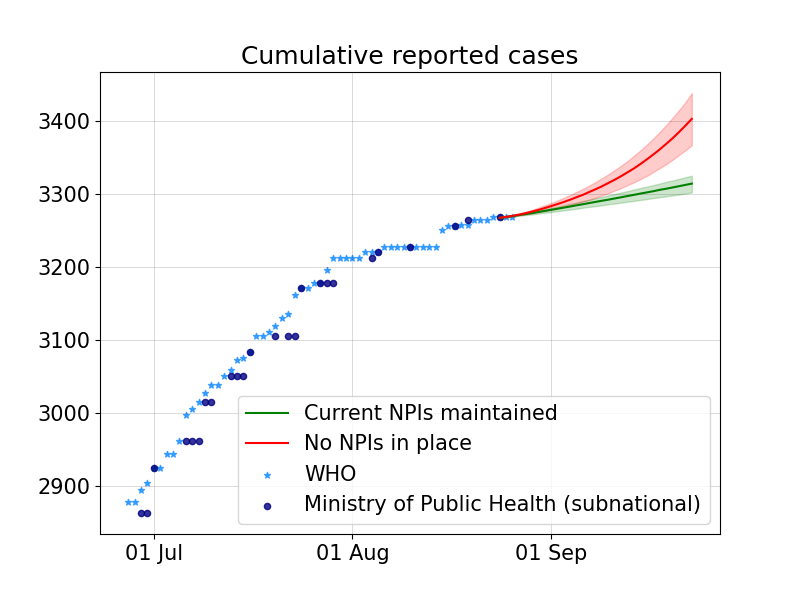 Cumulative reported cases
3400
3300
3200
3100
3000
2900
01 Jul
01 Aug
01 Sep
Current NPIs maintained
No NPIs in place
WHO
Ministry of Public Health (subnational)